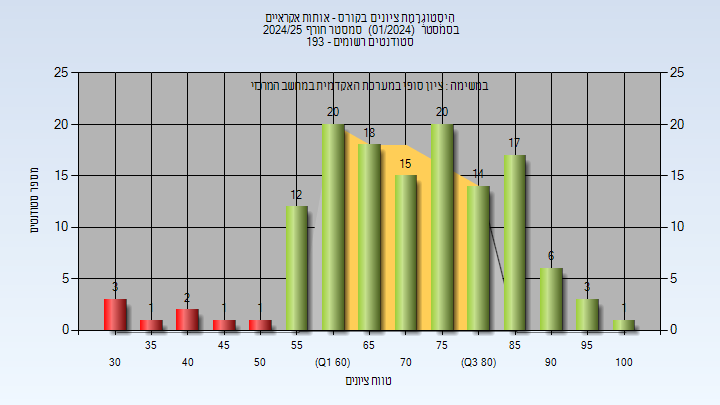 היסטוגרמת ציונים בקורס - אותות אקראיים
בסמסטר (01/2024) סמסטר חורף 2024/25
סטודנטים רשומים - 193
במשימה : ציון סופי במערכת האקדמית במחשב המרכזי
מספר סטודנטים
25 25
20 20
15 15
10 10
5 5
0 0
3 1 2 1 1 12 20 18 15 20 14 17 6 3 1
35 45 55 65 75 85 95
30 40 50 (Q1 60) 70 (Q3 80) 90 100
טווח ציונים